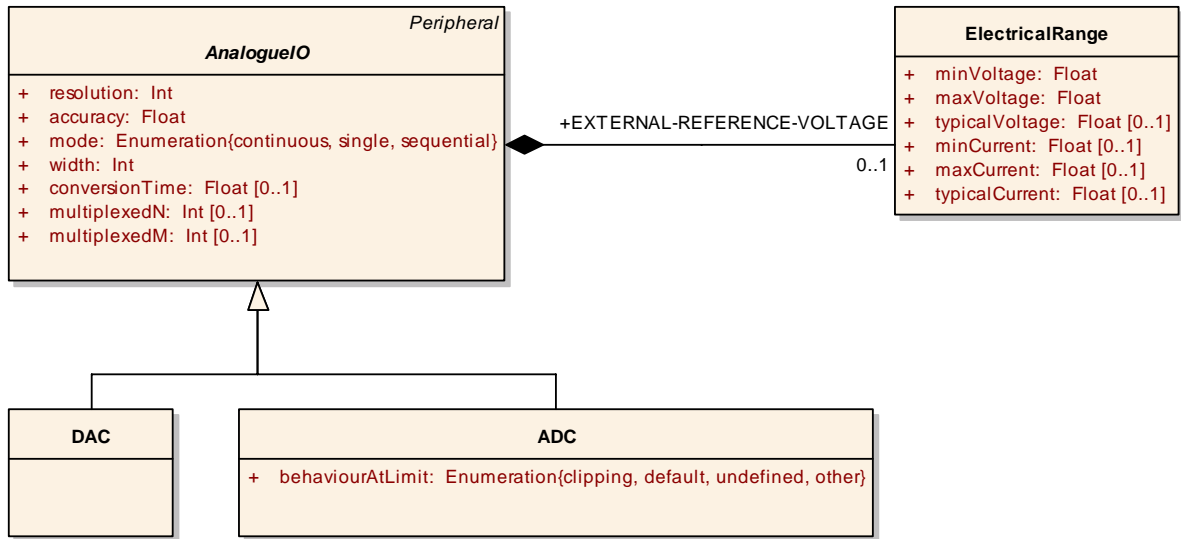 Peripheral
AnalogueIO
+ resolution: Int
+ accuracy: Float
+ mode: Enumeration{continuous, single, sequential}
+ width: Int
+ conversionTime: Float [0..1]
+ multiplexedN: Int [0..1]
+ multiplexedM: Int [0..1]
+EXTERNAL-REFERENCE-VOLTAGE
0..1
ElectricalRange
+ minVoltage: Float
+ maxVoltage: Float
+ typicalVoltage: Float [0..1]
+ minCurrent: Float [0..1]
+ maxCurrent: Float [0..1]
+ typicalCurrent: Float [0..1]
DAC
ADC
+ behaviourAtLimit: Enumeration{clipping, default, undefined, other}